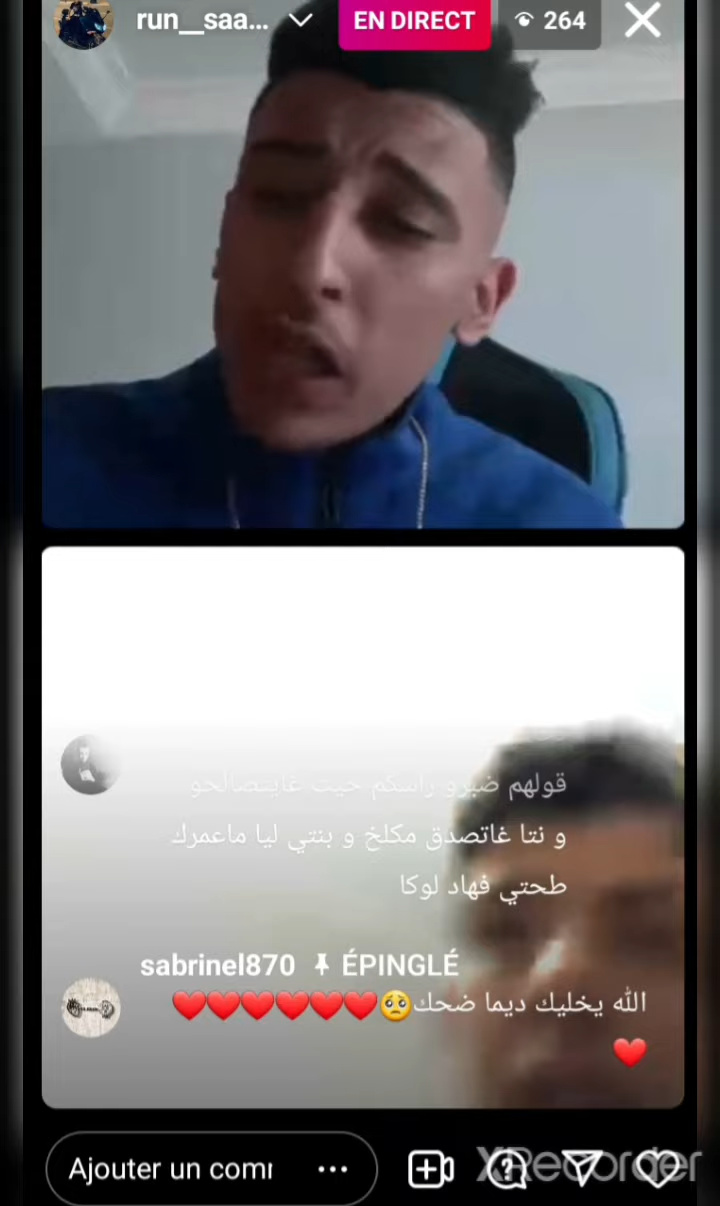 run__saa...
EN DIRECT
264
قولهم ضبرو راسكم حيت غايتصالحو
و نتا غاتصدق مكلخ و بنتي ليا ماعمرك
طحتي فهاد لوكا
sabrinel870 ÉPINGLÉ
الله يخليك ديما ضحك🥺❤️❤️❤️❤️❤️❤️
❤️
Ajouter un comr
XRecorder